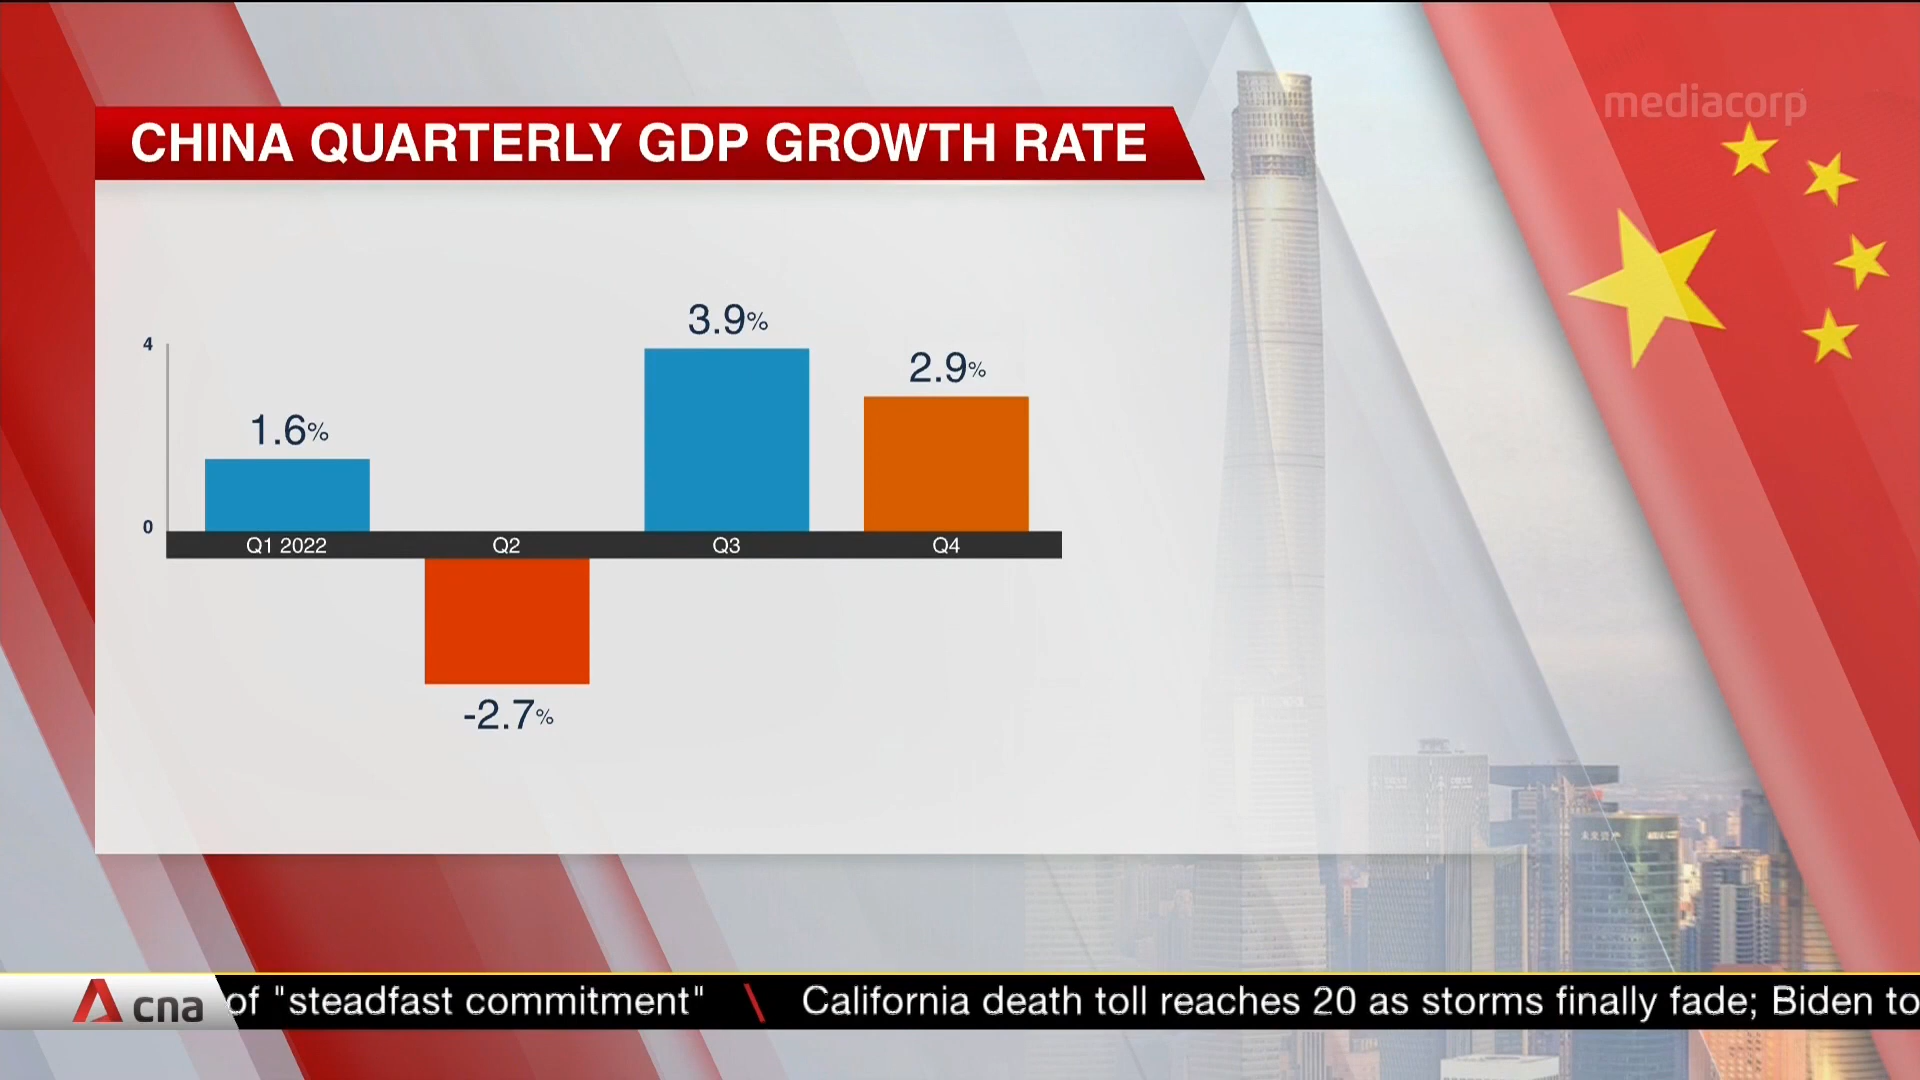 mediacorp
CHINA QUARTERLY GDP GROWTH RATE
4
0
1.6%
-2.7%
3.9%
2.9%
Q1 2022
Q2
Q3
Q4
cna
of "steadfast commitment" \ California death toll reaches 20 as storms finally fade; Biden to